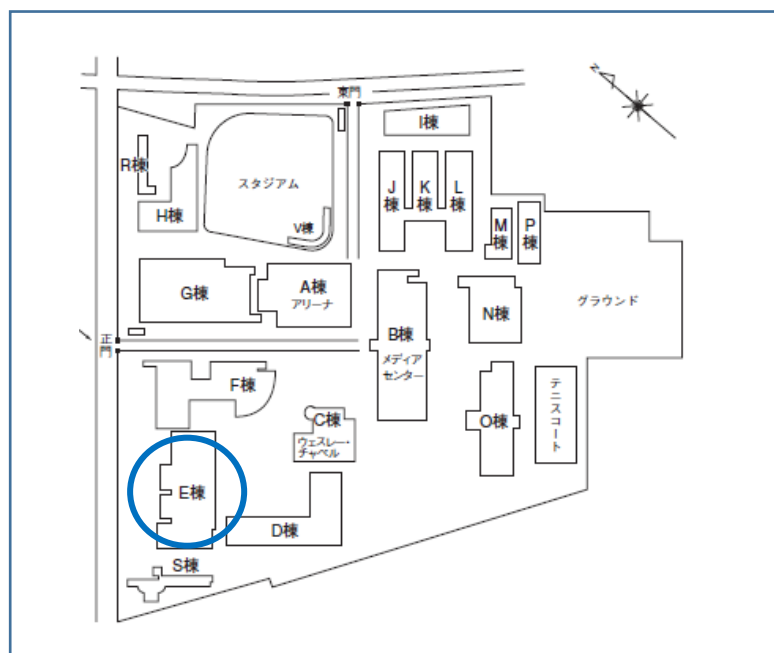 東門
N
I棟
R棟
スタジアム
J
棟
K
棟
L
棟
H棟
V棟
M
棟
P
棟
G棟
A棟
アリーナ
グラウンド
N棟
正
門
B棟
メディア
センター
F棟
テニスコート
C棟
ウェスレー・
チャペル
O棟
E棟
D棟
S棟